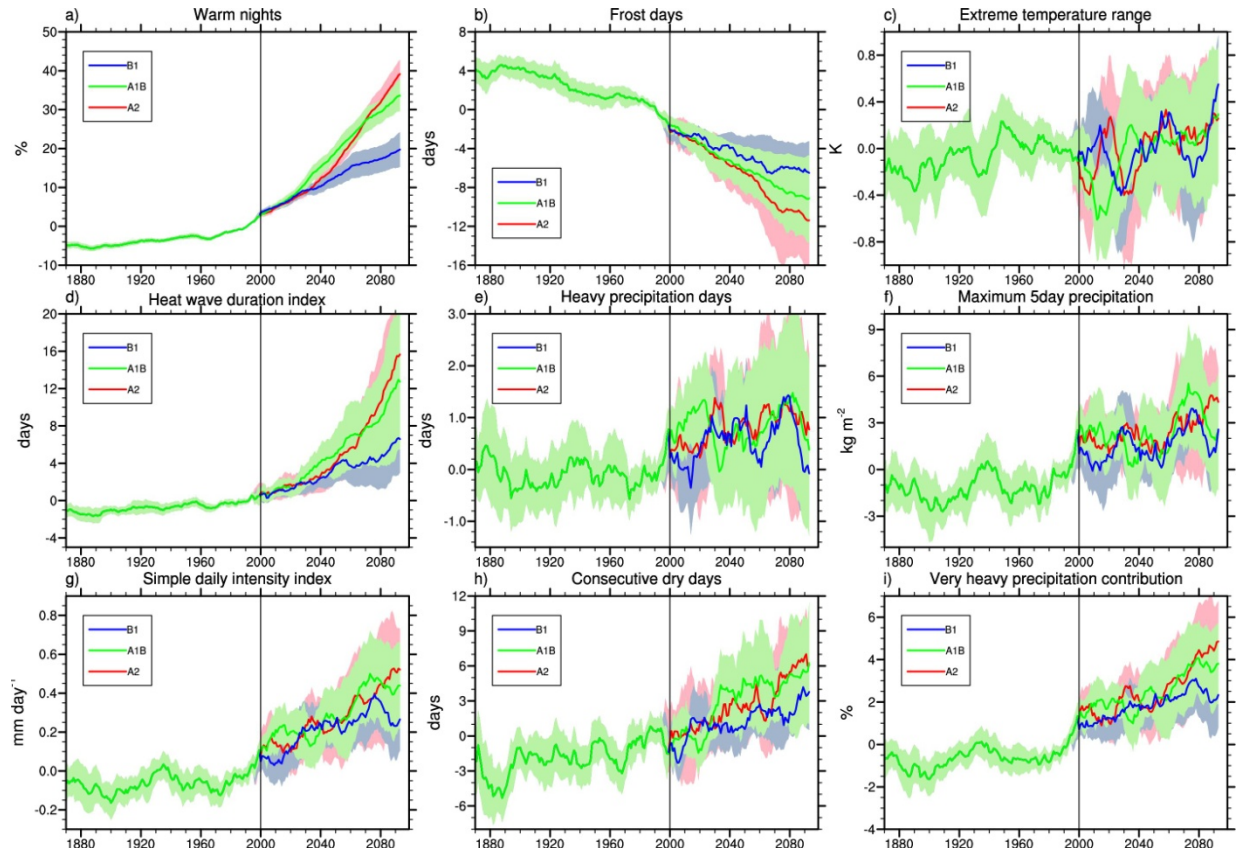 a) Warm nights
50
40
30
20
10
0
-10
%
B1
A1B
A2
1880 1920 1960 2000 2040 2080
b) Frost days
8
4
0
-4
-8
-12
-16
days
B1
A1B
A2
1880 1920 1960 2000 2040 2080
c) Extreme temperature range
0.8
0.4
0.0
-0.4
-0.8
K
B1
A1B
A2
1880 1920 1960 2000 2040 2080
d) Heat wave duration index
20
16
12
8
4
0
-4
days
B1
A1B
A2
1880 1920 1960 2000 2040 2080
e) Heavy precipitation days
3.0
2.0
1.0
0.0
-1.0
days
B1
A1B
A2
1880 1920 1960 2000 2040 2080
f) Maximum 5day precipitation
9
6
3
0
-3
kg m⁻²
B1
A1B
A2
1880 1920 1960 2000 2040 2080
g) Simple daily intensity index
0.8
0.6
0.4
0.2
0.0
-0.2
mm day⁻¹
B1
A1B
A2
1880 1920 1960 2000 2040 2080
h) Consecutive dry days
12
9
6
3
0
-3
-6
days
B1
A1B
A2
1880 1920 1960 2000 2040 2080
i) Very heavy precipitation contribution
6
4
2
0
-2
-4
%
B1
A1B
A2
1880 1920 1960 2000 2040 2080